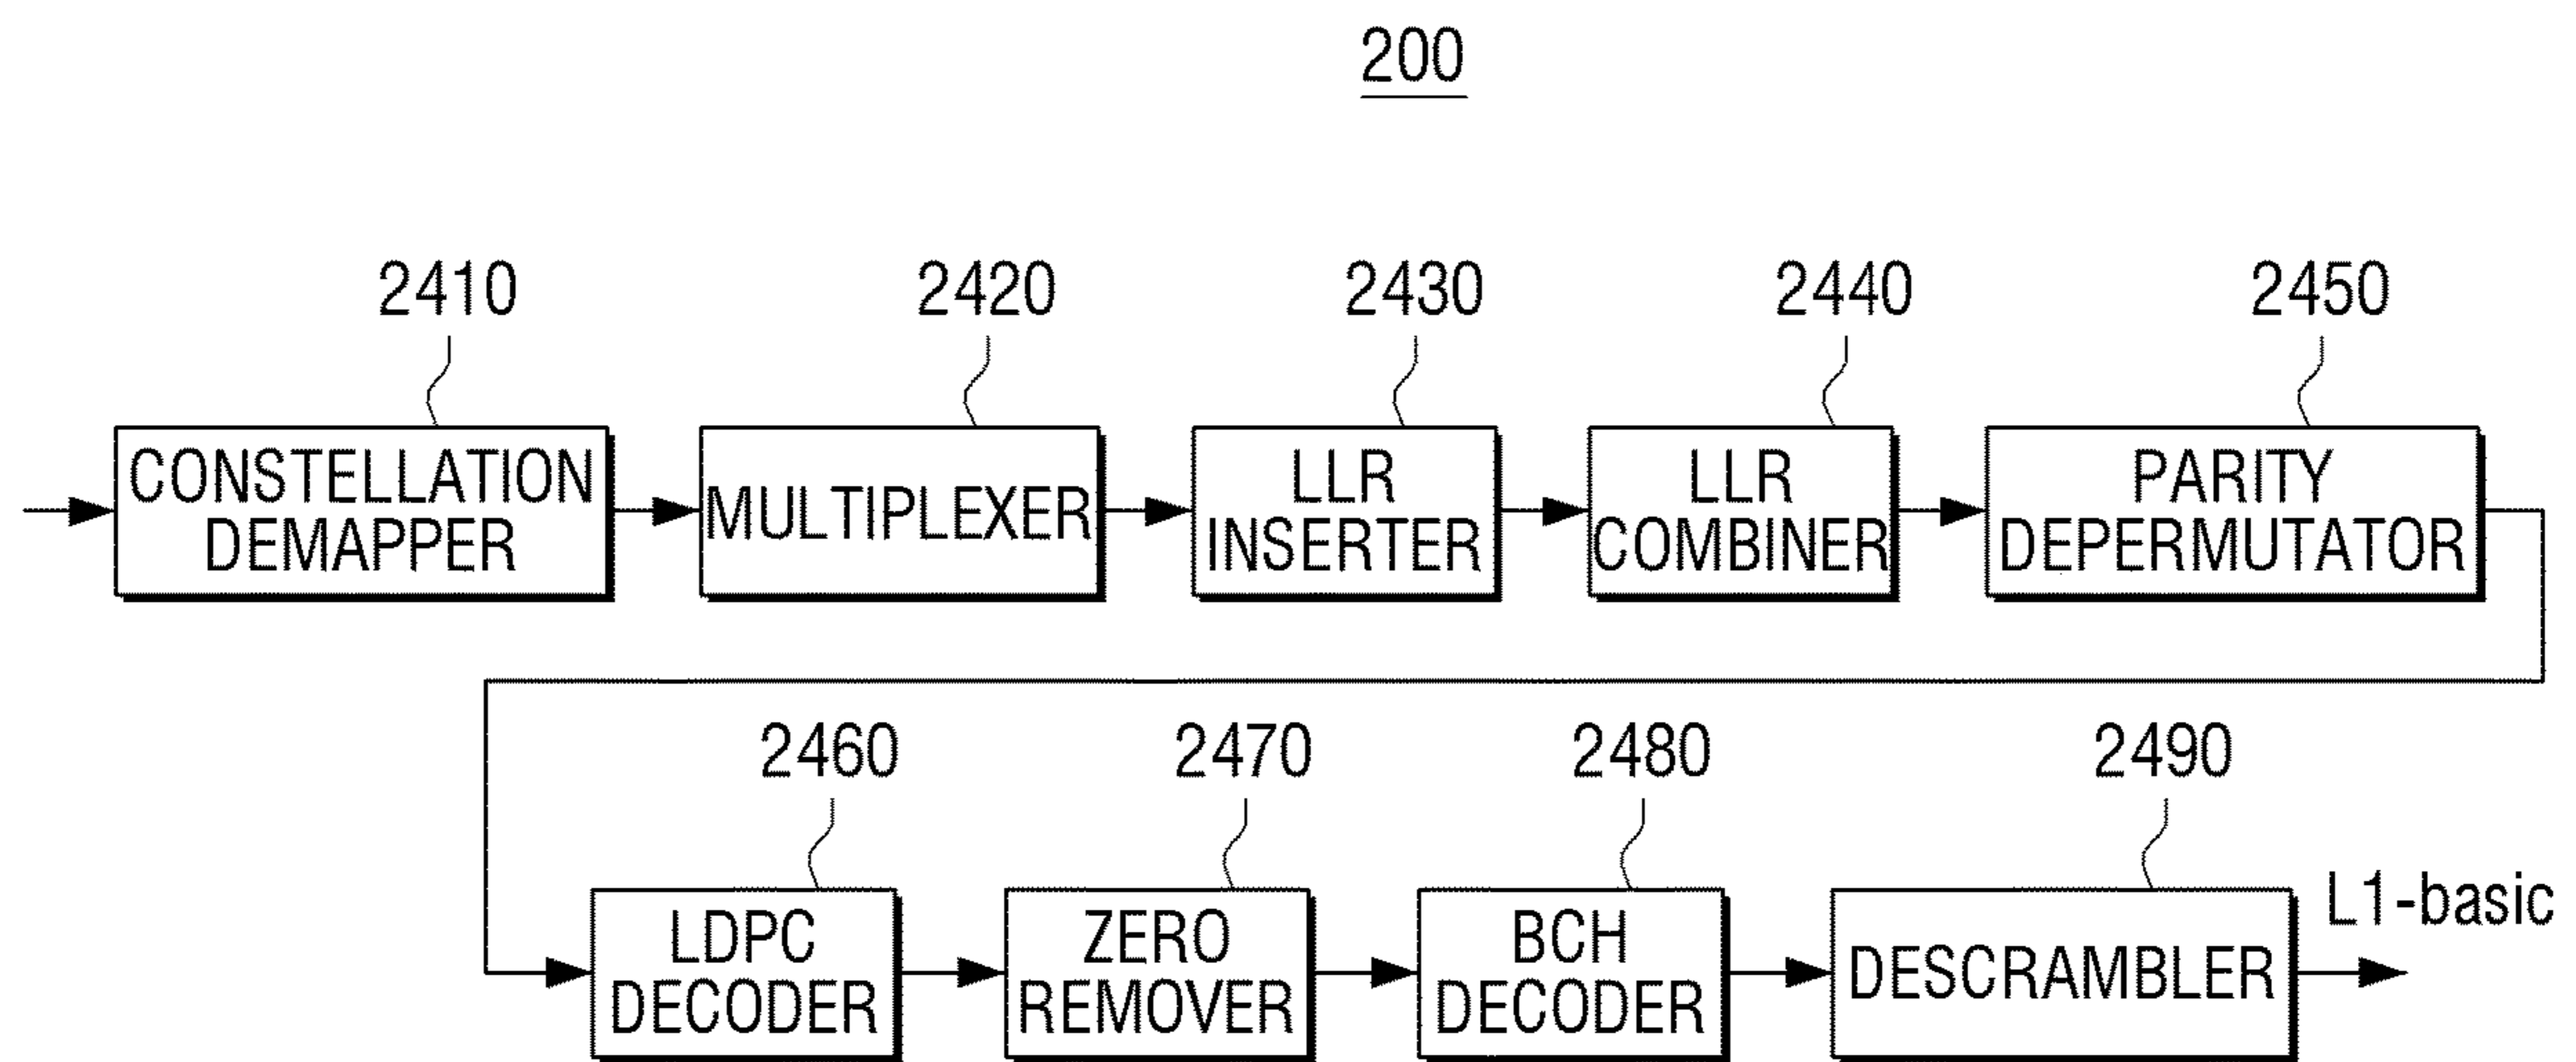 200
2410
2420
2430
2440
2450
CONSTELLATION
DEMAPPER
MULTIPLEXER
LLR
INSERTER
LLR
COMBINER
PARITY
DEPERMUTATOR
2460
2470
2480
2490
LDPC
DECODER
ZERO
REMOVER
BCH
DECODER
DESCRAMBLER
L1-basic